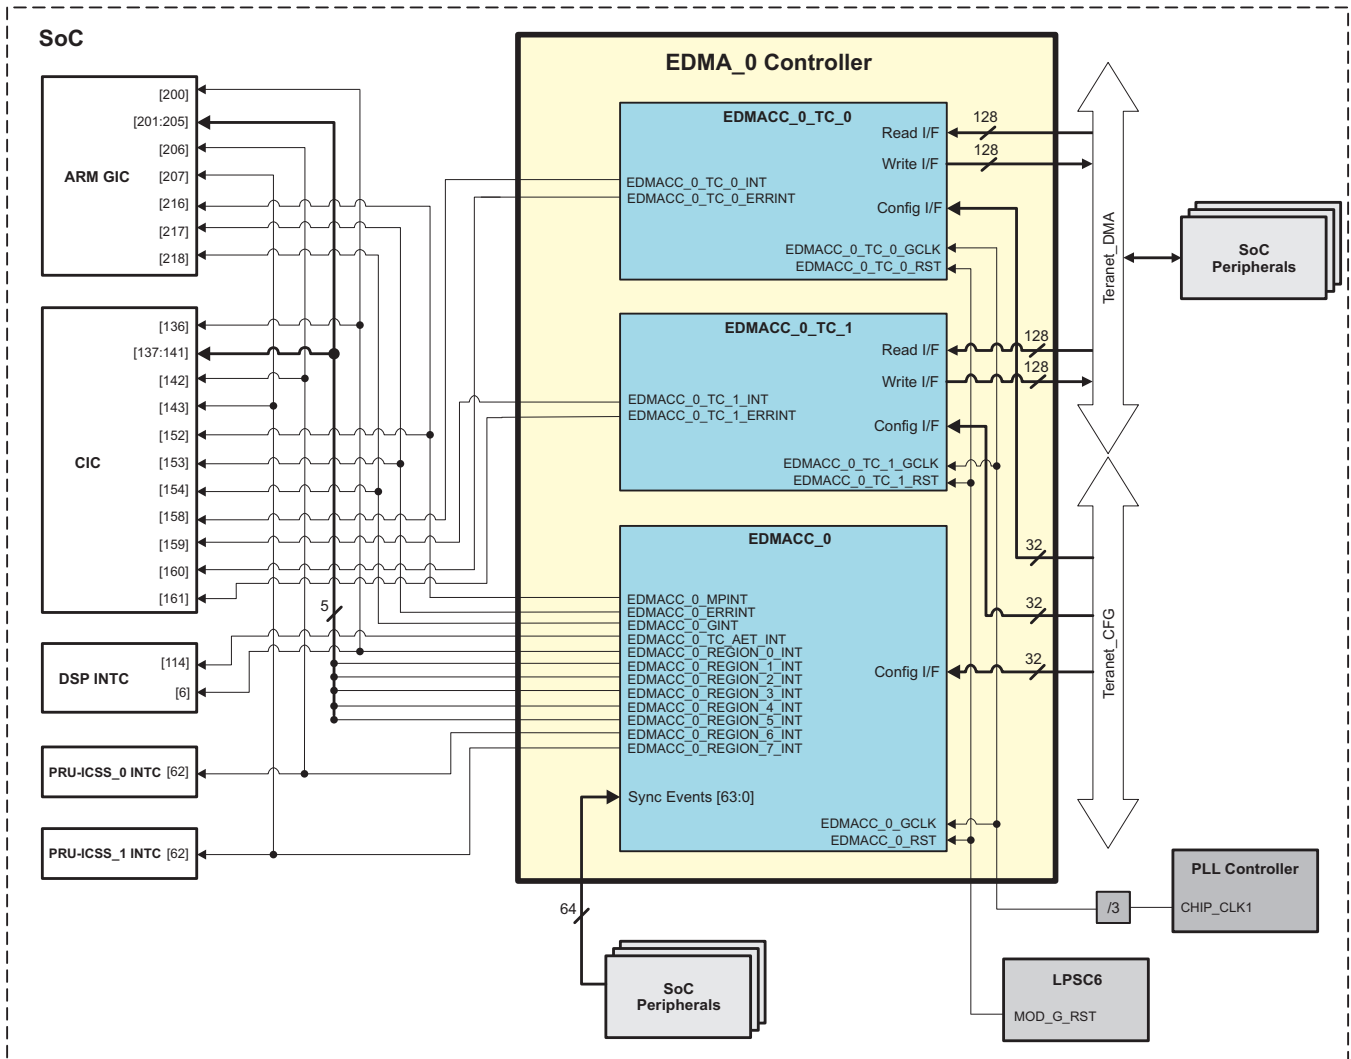 SoC
EDMA_0 Controller
ARM GIC
[200]
[201:205]
[206]
[207]
[216]
[217]
[218]
CIC
[136]
[137:141]
[142]
[143]
[152]
[153]
[154]
[158]
[159]
[160]
[161]
DSP INTC
[114]
[6]
PRU-ICSS_0 INTC [62]
PRU-ICSS_1 INTC [62]
5
EDMACC_0_TC_0
Read I/F
Write I/F
EDMACC_0_TC_0_INT
EDMACC_0_TC_0_ERRINT
Config I/F
EDMACC_0_TC_0_GCLK
EDMACC_0_TC_0_RST
128
128
EDMACC_0_TC_1
Read I/F
Write I/F
EDMACC_0_TC_1_INT
EDMACC_0_TC_1_ERRINT
Config I/F
EDMACC_0_TC_1_GCLK
EDMACC_0_TC_1_RST
128
128
EDMACC_0
EDMACC_0_MPINT
EDMACC_0_ERRINT
EDMACC_0_GINT
EDMACC_0_TC_AET_INT
EDMACC_0_REGION_0_INT
EDMACC_0_REGION_1_INT
EDMACC_0_REGION_2_INT
EDMACC_0_REGION_3_INT
EDMACC_0_REGION_4_INT
EDMACC_0_REGION_5_INT
EDMACC_0_REGION_6_INT
EDMACC_0_REGION_7_INT
Config I/F
Sync Events [63:0]
EDMACC_0_GCLK
EDMACC_0_RST
32
32
32
Teranet_DMA
Teranet_CFG
SoC
Peripherals
64
SoC
Peripherals
/3
PLL Controller
CHIP_CLK1
LPSC6
MOD_G_RST